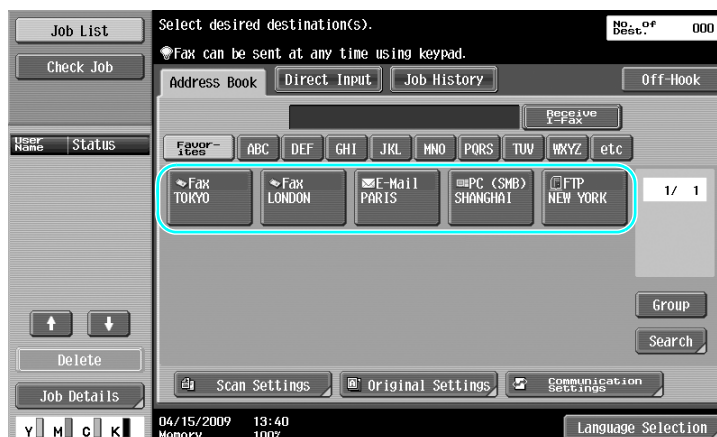 Job List
Check Job
User Name Status
Delete
Job Details
Y M C K
Select desired destination(s).
Fax can be sent at any time using keypad.
No. of Dest. 000
Address Book Direct Input Job History Off-Hook
Receive I-Fax
Favor-ites ABC DEF GHI JKL MNO PQRS TUV WXYZ etc
Fax TOKYO
Fax LONDON
E-Mail PARIS
PC (SMB) SHANGHAI
FTP NEW YORK
1/ 1
Group
Search
Scan Settings Original Settings Communication Settings
04/15/2009 13:40
Memory 100%
Language Selection